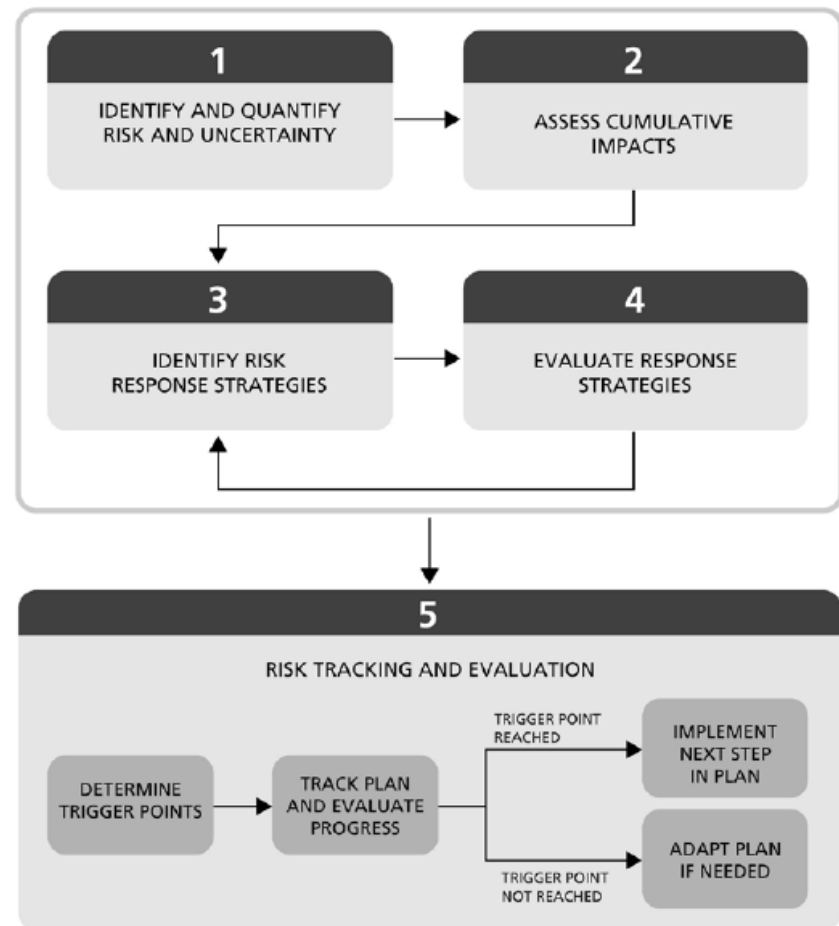 1
IDENTIFY AND QUANTIFY
RISK AND UNCERTAINTY
2
ASSESS CUMULATIVE
IMPACTS
3
IDENTIFY RISK
RESPONSE STRATEGIES
4
EVALUATE RESPONSE
STRATEGIES
5
RISK TRACKING AND EVALUATION
DETERMINE
TRIGGER POINTS
TRACK PLAN
AND EVALUATE
PROGRESS
TRIGGER POINT
REACHED
IMPLEMENT
NEXT STEP
IN PLAN
TRIGGER POINT
NOT REACHED
ADAPT PLAN
IF NEEDED